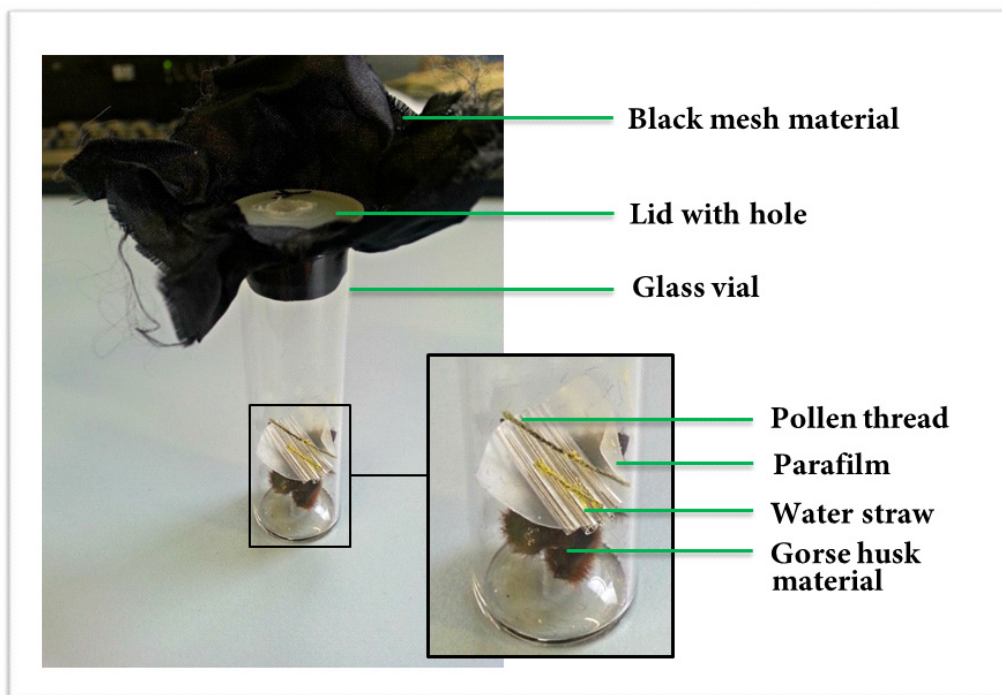 Black mesh material
Lid with hole
Glass vial
Pollen thread
Parafilm
Water straw
Gorse husk
material